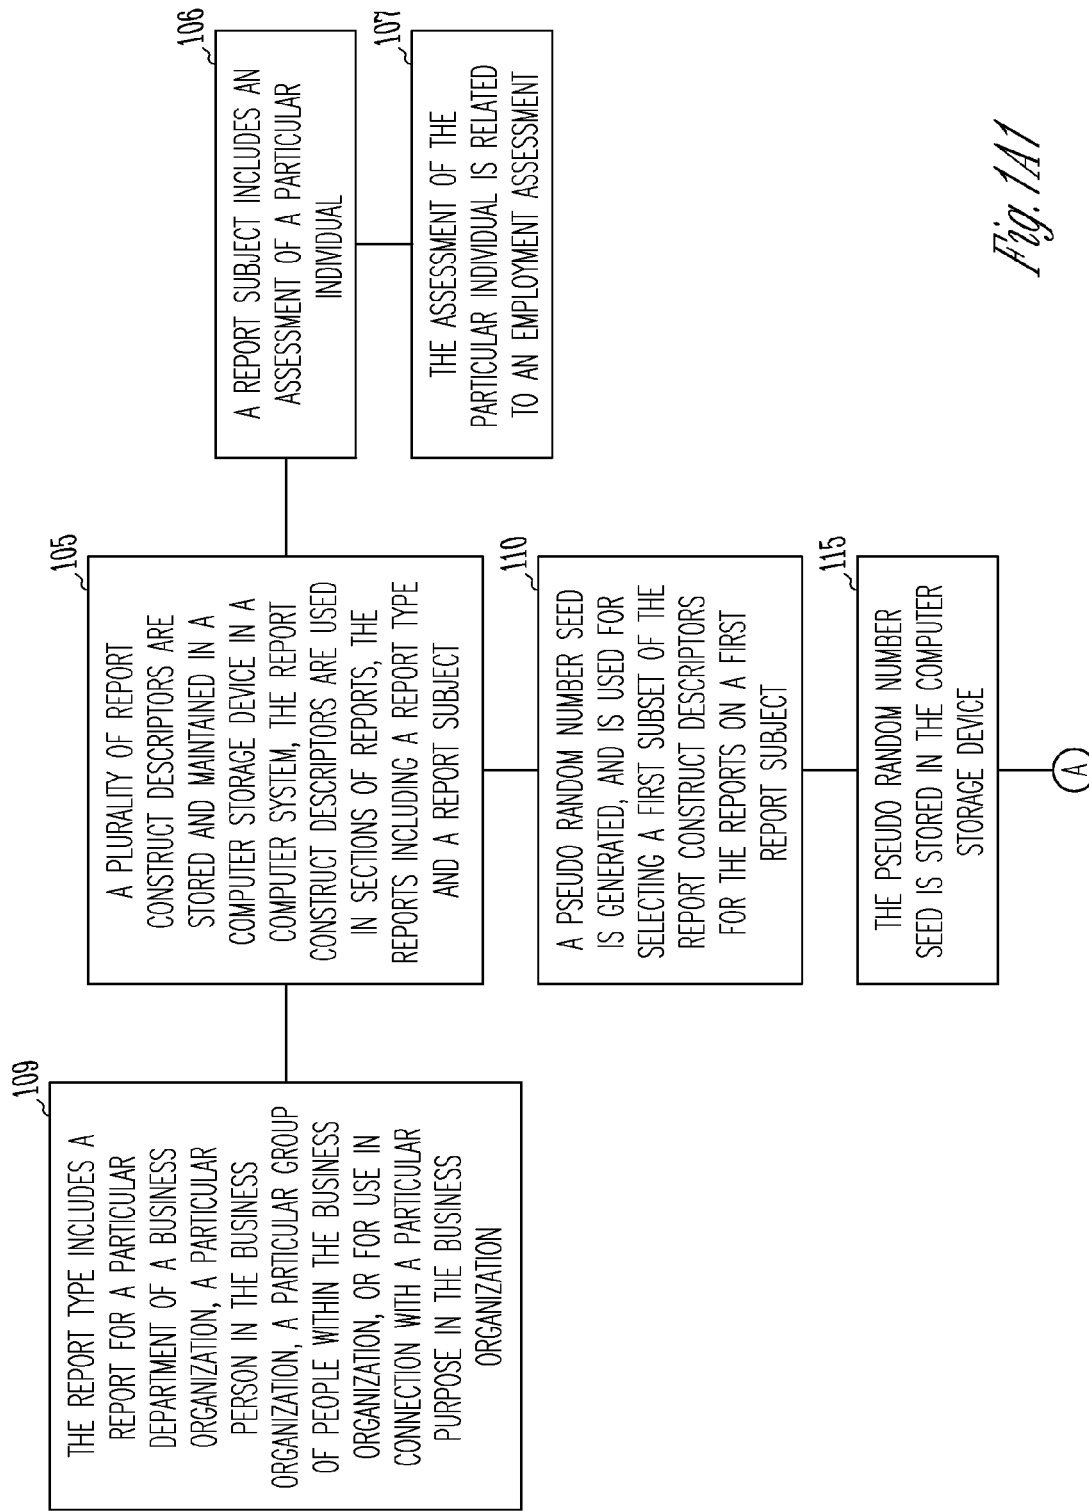 109
THE REPORT TYPE INCLUDES A
REPORT FOR A PARTICULAR
DEPARTMENT OF A BUSINESS
ORGANIZATION, A PARTICULAR
PERSON IN THE BUSINESS
ORGANIZATION, A PARTICULAR GROUP
OF PEOPLE WITHIN THE BUSINESS
ORGANIZATION, OR FOR USE IN
CONNECTION WITH A PARTICULAR
PURPOSE IN THE BUSINESS
ORGANIZATION
105
A PLURALITY OF REPORT
CONSTRUCT DESCRIPTORS ARE
STORED AND MAINTAINED IN A
COMPUTER STORAGE DEVICE IN A
COMPUTER SYSTEM, THE REPORT
CONSTRUCT DESCRIPTORS ARE USED
IN SECTIONS OF REPORTS, THE
REPORTS INCLUDING A REPORT TYPE
AND A REPORT SUBJECT
106
A REPORT SUBJECT INCLUDES AN
ASSESSMENT OF A PARTICULAR
INDIVIDUAL
107
THE ASSESSMENT OF THE
PARTICULAR INDIVIDUAL IS RELATED
TO AN EMPLOYMENT ASSESSMENT
110
A PSEUDO RANDOM NUMBER SEED
IS GENERATED, AND IS USED FOR
SELECTING A FIRST SUBSET OF THE
REPORT CONSTRUCT DESCRIPTORS
FOR THE REPORTS ON A FIRST
REPORT SUBJECT
115
THE PSEUDO RANDOM NUMBER
SEED IS STORED IN THE COMPUTER
STORAGE DEVICE
A
Fig. 1A1